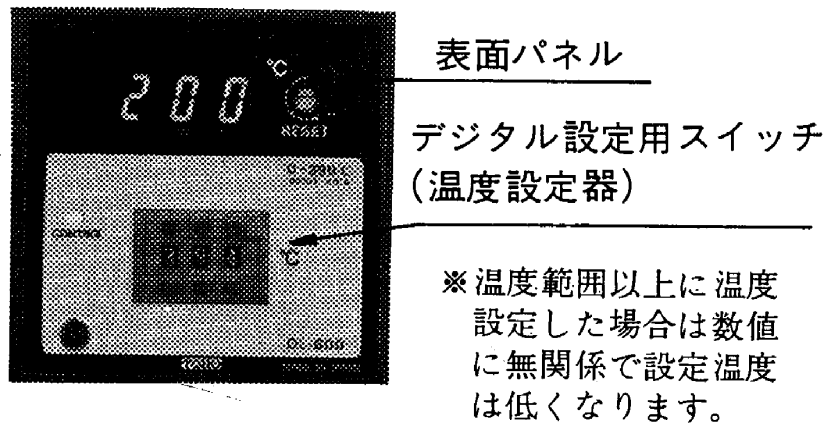 表面パネル
200
℃
RESET
デジタル設定用スイッチ
(温度設定器)
℃
※温度範囲以上に温度
設定した場合は数値
に無関係で設定温度
は低くなります。